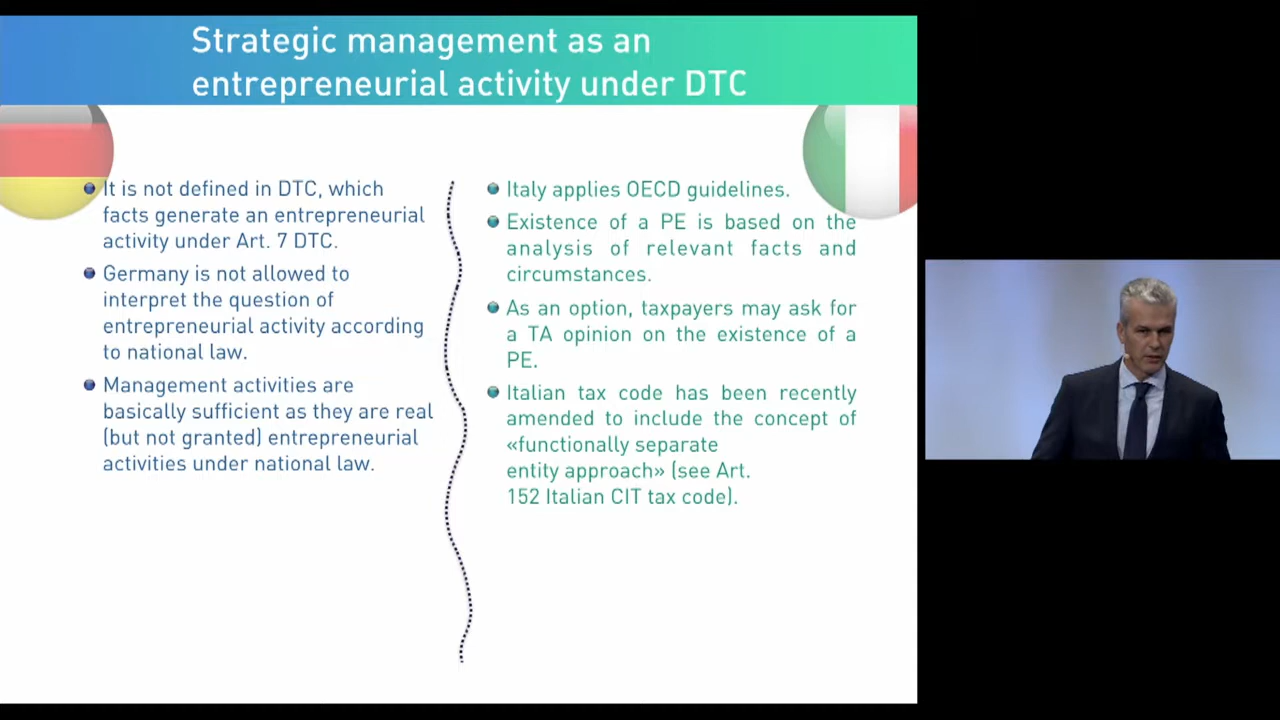 Strategic management as an
entrepreneurial activity under DTC
It is not defined in DTC, which
facts generate an entrepreneurial
activity under Art. 7 DTC.
Germany is not allowed to
interpret the question of
entrepreneurial activity according
to national law.
Management activities are
basically sufficient as they are real
(but not granted) entrepreneurial
activities under national law.
Italy applies OECD guidelines.
Existence of a PE is based on the
analysis of relevant facts and
circumstances.
As an option, taxpayers may ask for
a TA opinion on the existence of a
PE.
Italian tax code has been recently
amended to include the concept of
«functionally separate
entity approach» (see Art.
152 Italian CIT tax code).